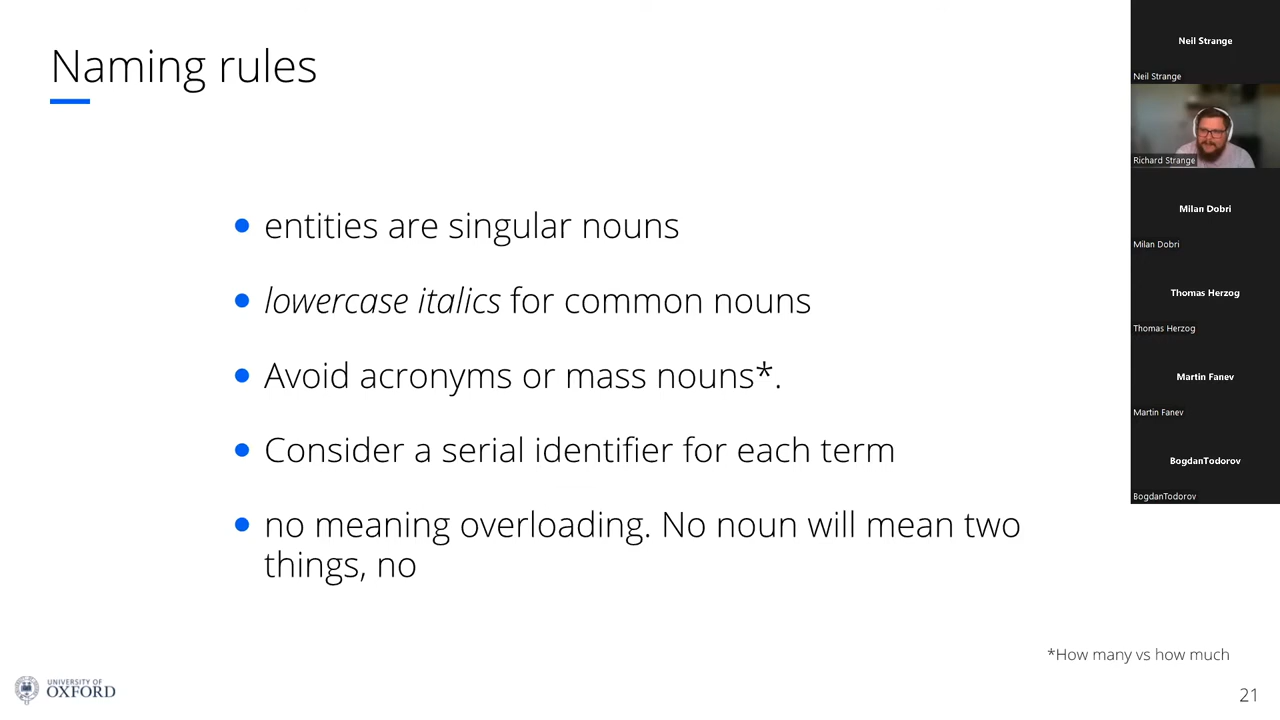 Naming rules
entities are singular nouns
lowercase italics for common nouns
Avoid acronyms or mass nouns*.
Consider a serial identifier for each term
no meaning overloading. No noun will mean two
things, no
*How many vs how much
UNIVERSITY OF
OXFORD
21
Neil Strange
Neil Strange
Richard Strange
Milan Dobri
Milan Dobri
Thomas Herzog
Thomas Herzog
Martin Fanev
Martin Fanev
BogdanTodorov
BogdanTodorov